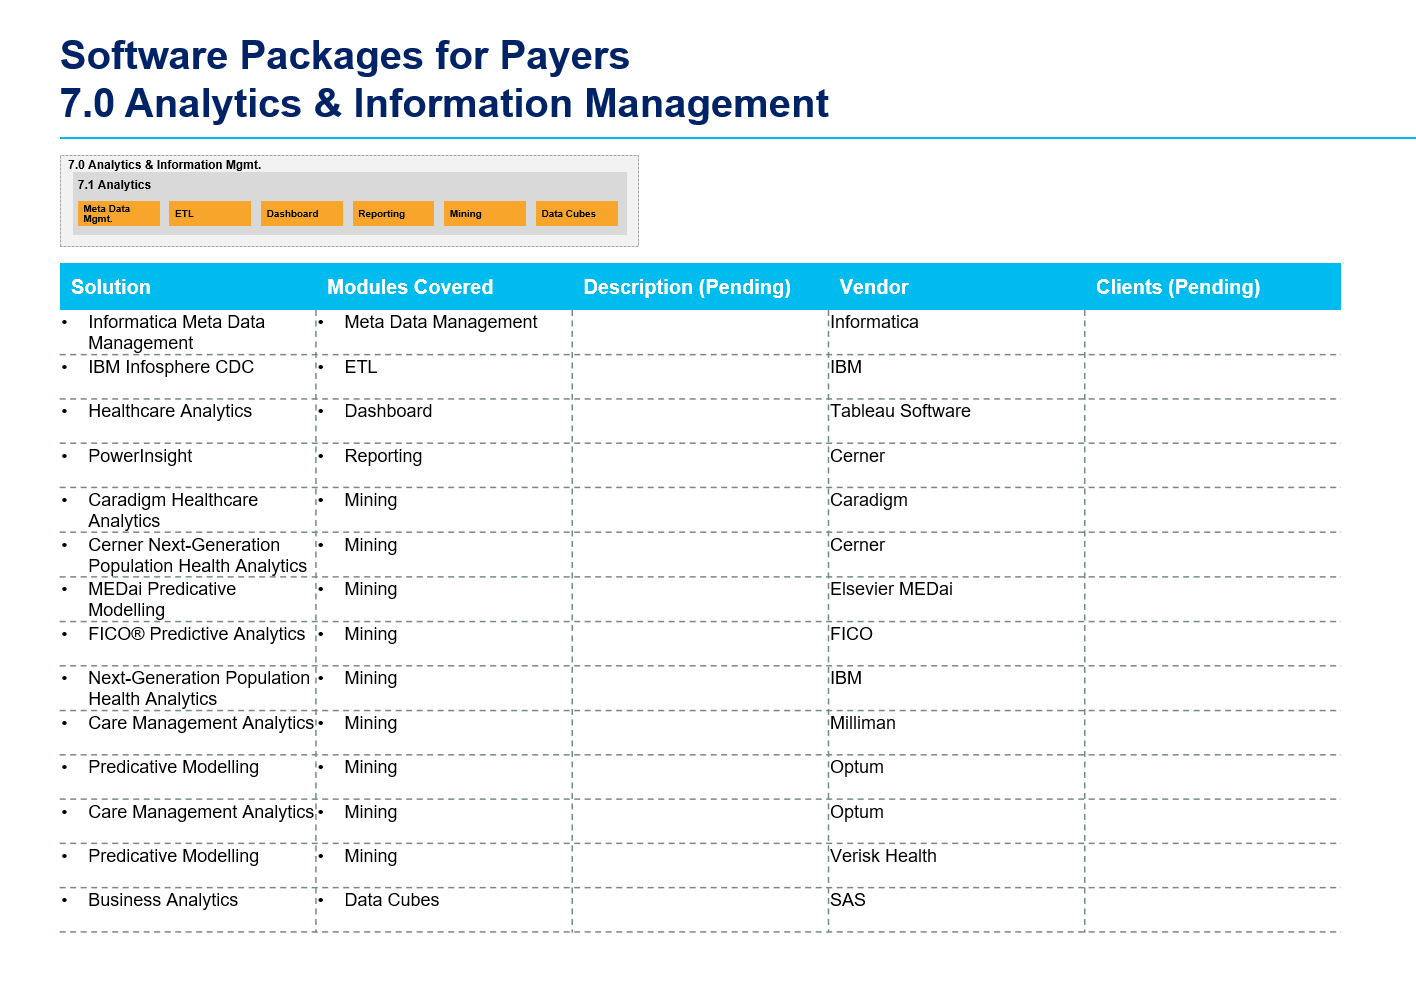 Software Packages for Payers
7.0 Analytics & Information Management
7.0 Analytics & Information Mgmt.
7.1 Analytics
Meta Data
Mgmt.
ETL
Dashboard
Reporting
Mining
Data Cubes
Solution Modules Covered Description (Pending) Vendor Clients (Pending)
• Informatica Meta Data • Meta Data Management Informatica
Management
• IBM Infosphere CDC • ETL IBM
• Healthcare Analytics • Dashboard Tableau Software
• PowerInsight • Reporting Cerner
• Caradigm Healthcare • Mining Caradigm
Analytics
• Cerner Next-Generation • Mining Cerner
Population Health Analytics
• MEDai Predicative • Mining Elsevier MEDai
Modelling
• FICO® Predictive Analytics • Mining FICO
• Next-Generation Population • Mining IBM
Health Analytics
• Care Management Analytics • Mining Milliman
• Predicative Modelling • Mining Optum
• Care Management Analytics • Mining Optum
• Predicative Modelling • Mining Verisk Health
• Business Analytics • Data Cubes SAS